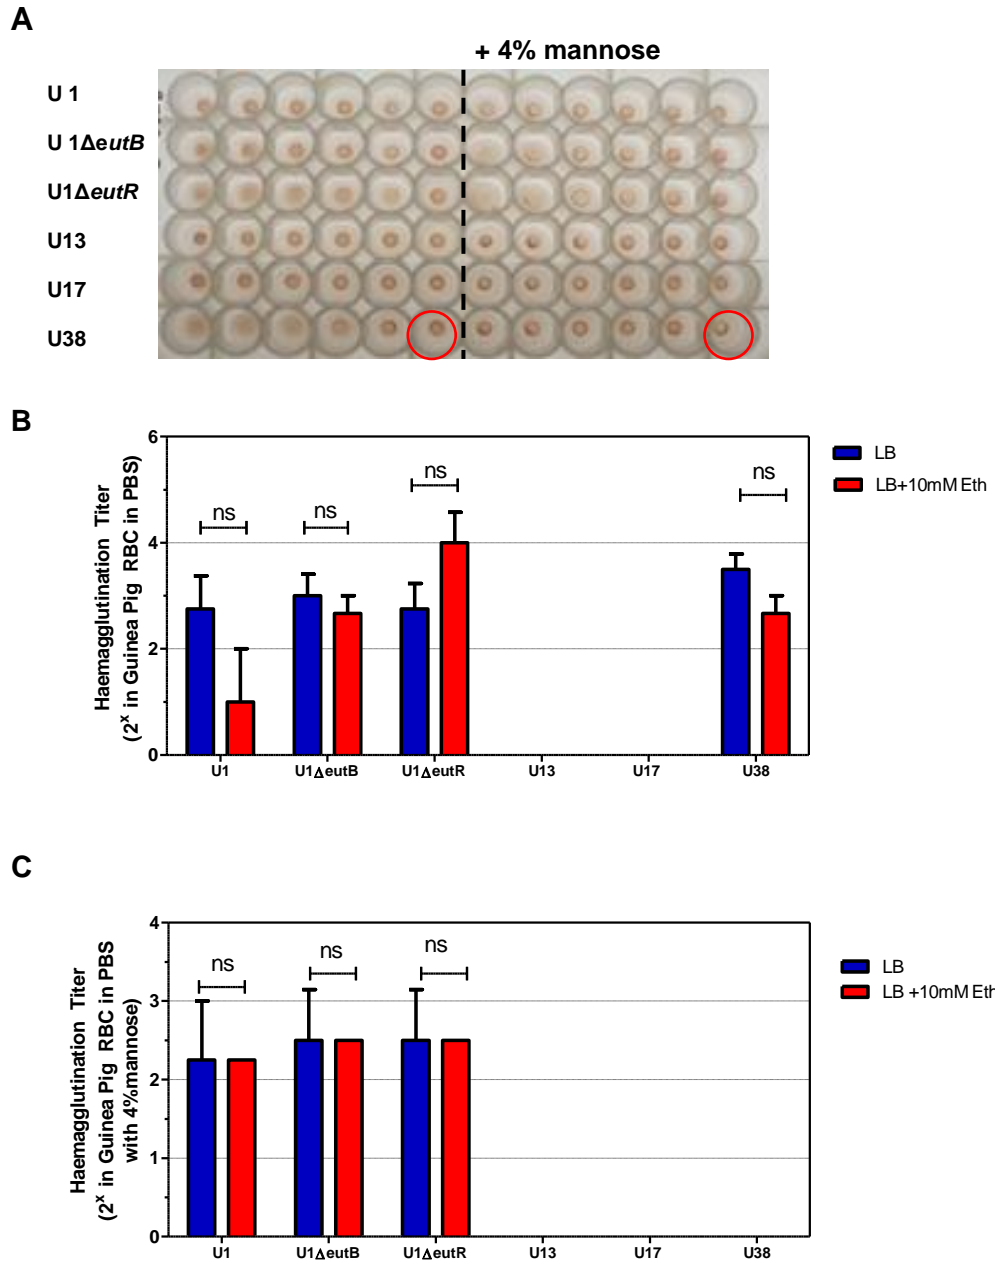 A
+ 4% mannose
U 1
U 1ΔeutB
U1ΔeutR
U13
U17
U38
B
Haemagglutination Titer
(2^x in Guinea Pig RBC in PBS)
6
4
2
0
ns
ns
ns
ns
LB
LB+10mM Eth
U1
U1ΔeutB
U1ΔeutR
U13
U17
U38
C
Haemagglutination Titer
(2^x in Guinea Pig RBC in PBS
with 4%mannose)
4
3
2
1
0
ns
ns
ns
LB
LB +10mM Eth
U1
U1ΔeutB
U1ΔeutR
U13
U17
U38